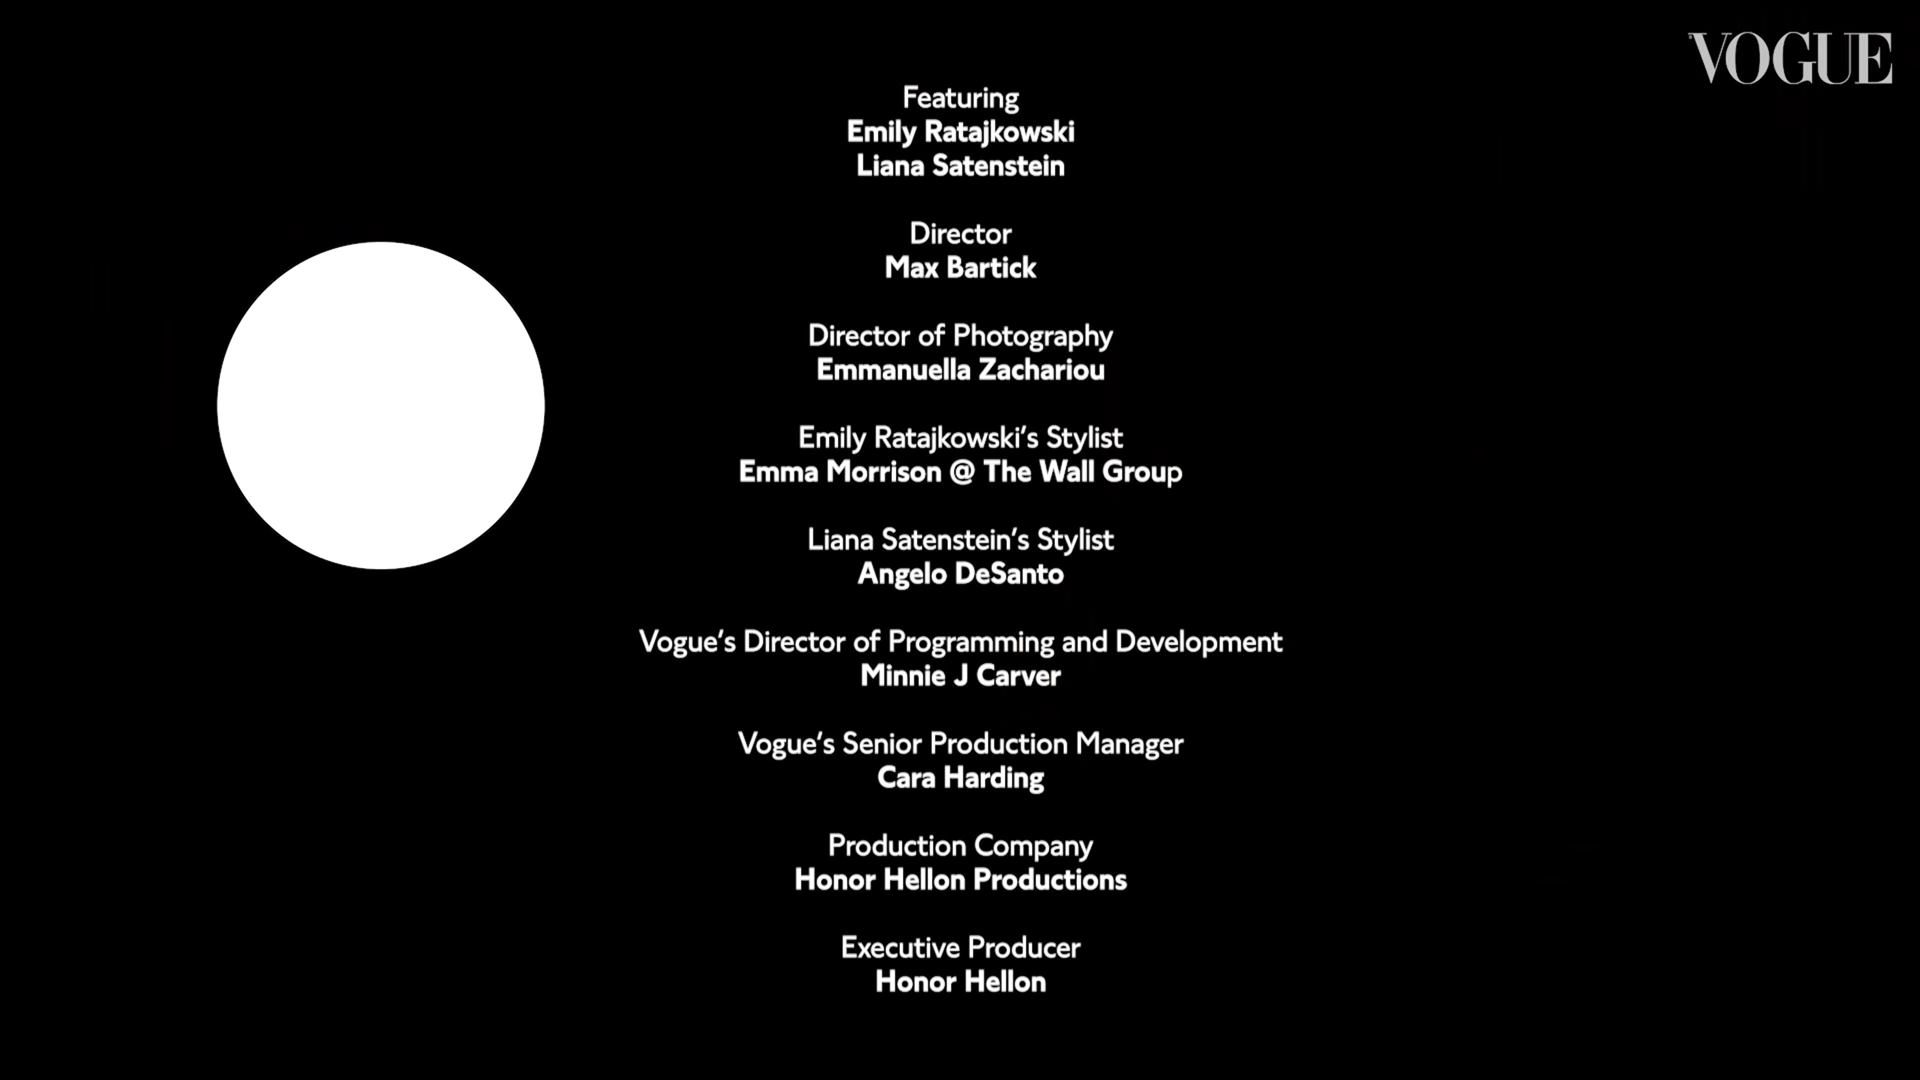 VOGUE
Featuring
Emily Ratajkowski
Liana Satenstein
Director
Max Bartick
Director of Photography
Emmanuella Zachariou
Emily Ratajkowski’s Stylist
Emma Morrison @ The Wall Group
Liana Satenstein’s Stylist
Angelo DeSanto
Vogue’s Director of Programming and Development
Minnie J Carver
Vogue’s Senior Production Manager
Cara Harding
Production Company
Honor Hellon Productions
Executive Producer
Honor Hellon